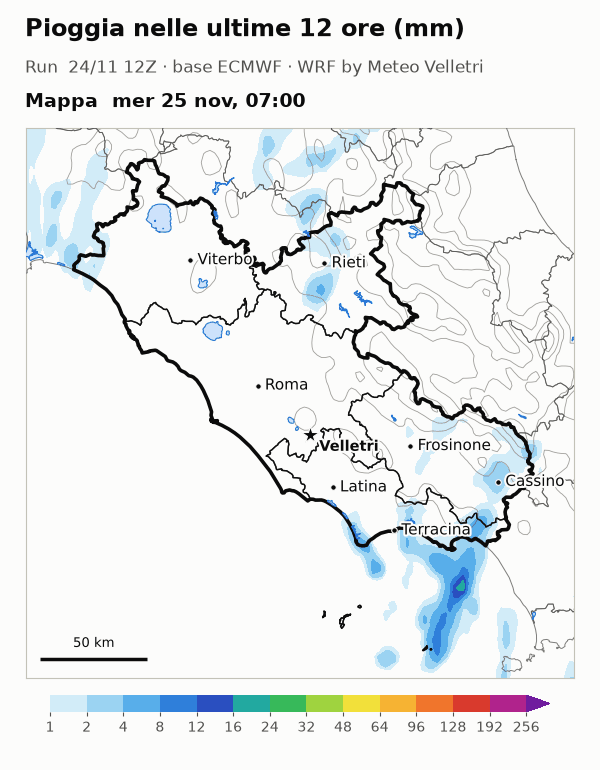 Pioggia nelle ultime 12 ore (mm)
Run  24/11 12Z · base ECMWF · WRF by Meteo Velletri
Mappa  mer 25 nov, 07:00
Viterbo
Rieti
Roma
Velletri
Frosinone
Cassino
Latina
Terracina
50 km
1 2 4 8 12 16 24 32 48 64 96 128 192 256